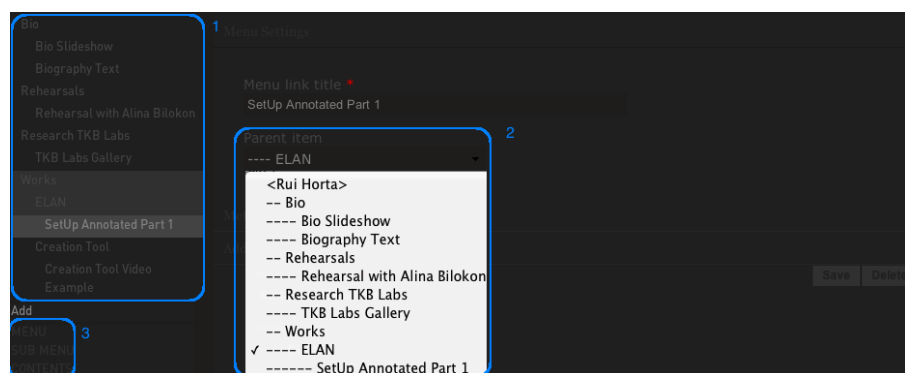 Bio
Bio Slideshow
Biography Text
Rehearsals
Rehearsal with Alina Bilokon
Research TKB Labs
TKB Labs Gallery
Works
ELAN
SetUp Annotated Part 1
Creation Tool
Creation Tool Video
Example
1
Add
MENU
SUB MENU
CONTENTS
3
Menu Settings
Menu link title *
SetUp Annotated Part 1
Parent item
2
---- ELAN
<Rui Horta>
-- Bio
---- Bio Slideshow
---- Biography Text
-- Rehearsals
---- Rehearsal with Alina Bilokon
-- Research TKB Labs
---- TKB Labs Gallery
-- Works
✓ ---- ELAN
------ SetUp Annotated Part 1
Save Delete